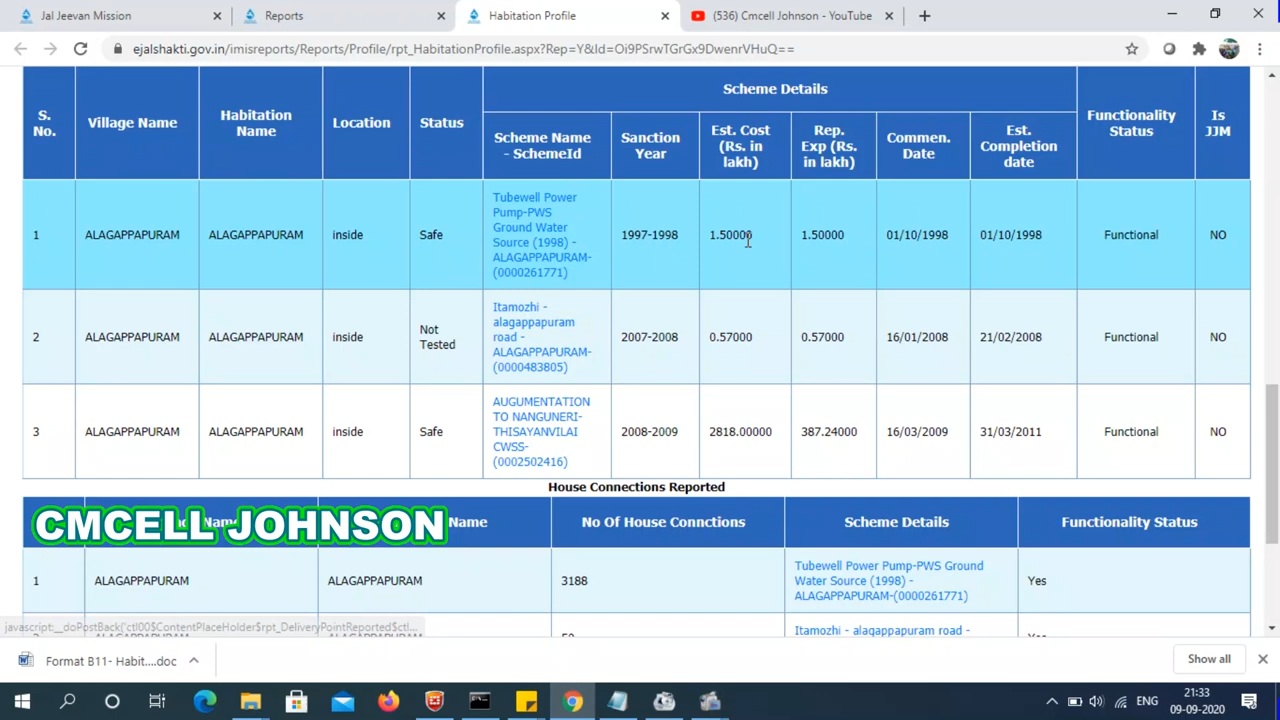 Jal Jeevan Mission
Reports
Habitation Profile
(536) Cmcell Johnson - YouTube
ejalshakti.gov.in/imisreports/Reports/Profile/rpt_HabitationProfile.aspx?Rep=Y&Id=Oi9PSrwTGrGx9DwenrVHuQ==
Scheme Details
S. No.
Village Name
Habitation Name
Location
Status
Scheme Name - SchemeId
Sanction Year
Est. Cost (Rs. in lakh)
Rep. Exp (Rs. in lakh)
Commen. Date
Est. Completion date
Functionality Status
Is JJM
1
ALAGAPPAPURAM
ALAGAPPAPURAM
inside
Safe
Tubewell Power
Pump-PWS
Ground Water
Source (1998) -
ALAGAPPAPURAM-
(0000261771)
1997-1998
1.50000
1.50000
01/10/1998
01/10/1998
Functional
NO
2
ALAGAPPAPURAM
ALAGAPPAPURAM
inside
Not
Tested
Itamozhi -
alagappapuram
road -
ALAGAPPAPURAM-
(0000483805)
2007-2008
0.57000
0.57000
16/01/2008
21/02/2008
Functional
NO
3
ALAGAPPAPURAM
ALAGAPPAPURAM
inside
Safe
AUGUMENTATION
TO NANGUNERI-
THISAYANVILAI
CWSS-
(0002502416)
2008-2009
2818.00000
387.24000
16/03/2009
31/03/2011
Functional
NO
House Connections Reported
CMCELL JOHNSON
Name
No Of House Connctions
Scheme Details
Functionality Status
1
ALAGAPPAPURAM
ALAGAPPAPURAM
3188
Tubewell Power Pump-PWS Ground
Water Source (1998) -
ALAGAPPAPURAM-(0000261771)
Yes
Itamozhi - alagappapuram road -
javascript:__doPostBack('ctl00$ContentPlaceHolder$rpt_DeliveryPointReported$ctl...
Format B11- Habit....doc
Show all
ENG
21:33
09-09-2020